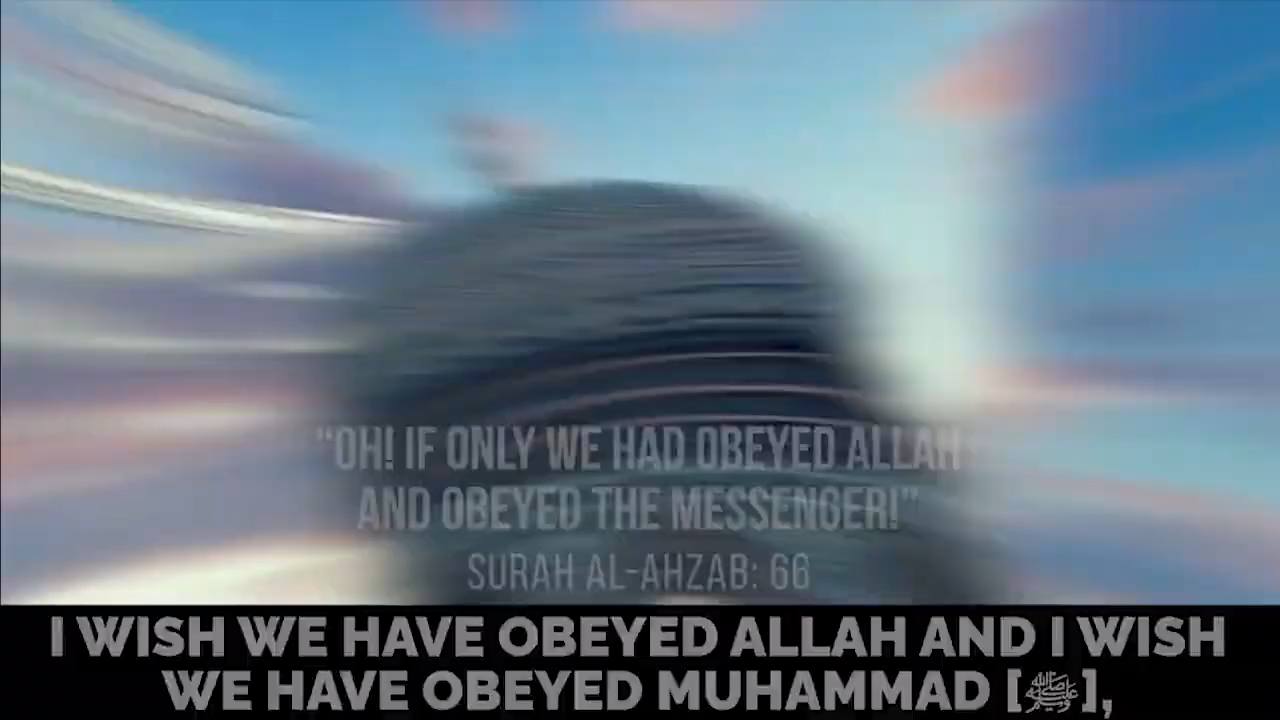 “OH! IF ONLY WE HAD OBEYED ALLAH
AND OBEYED THE MESSENGER!”
SURAH AL-AHZAB: 66
I WISH WE HAVE OBEYED ALLAH AND I WISH
WE HAVE OBEYED MUHAMMAD [ﷺ],